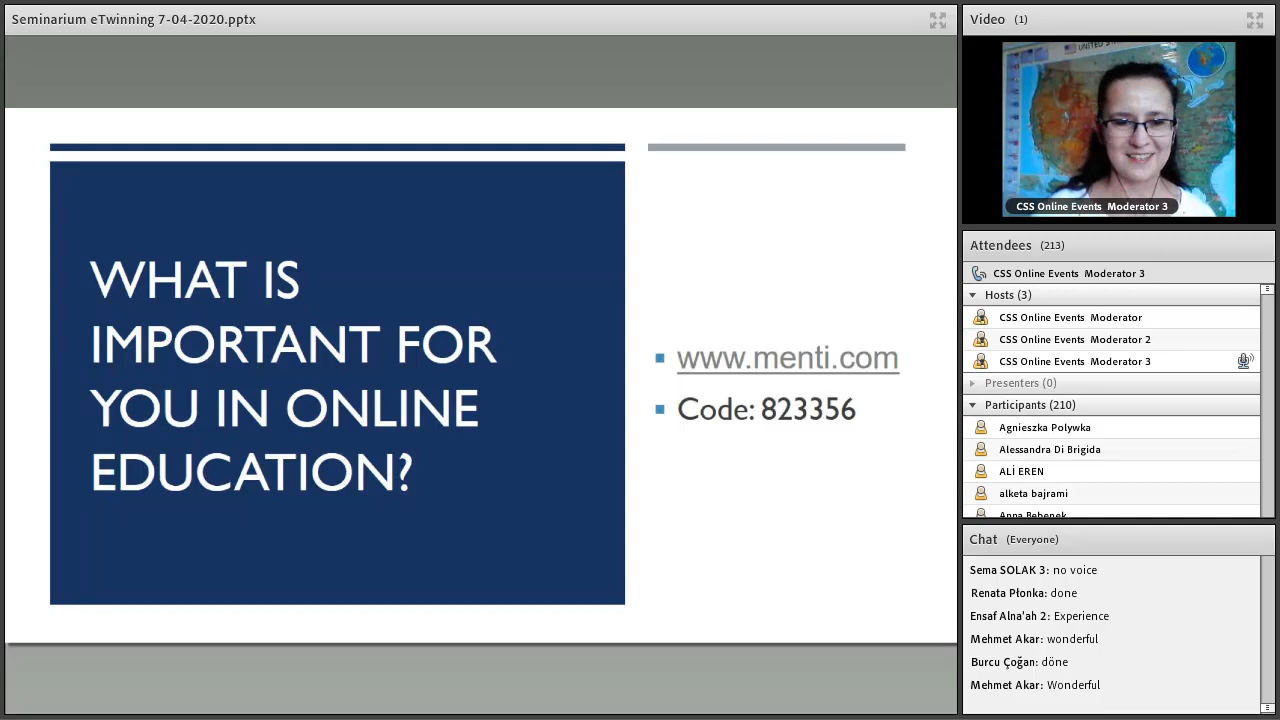 Seminarium eTwinning 7-04-2020.pptx
WHAT IS
IMPORTANT FOR
YOU IN ONLINE
EDUCATION?
www.menti.com
Code: 823356
Video (1)
UNITED
CSS Online Events Moderator 3
Attendees (213)
CSS Online Events Moderator 3
Hosts (3)
CSS Online Events Moderator
CSS Online Events Moderator 2
CSS Online Events Moderator 3
Presenters (0)
Participants (210)
Agnieszka Polywka
Alessandra Di Brigida
ALİ EREN
alketa bajrami
Anna Bebenek
Chat (Everyone)
Sema SOLAK 3: no voice
Renata Płonka: done
Ensaf Alna'ah 2: Experience
Mehmet Akar: wonderful
Burcu Çoğan: döne
Mehmet Akar: Wonderful